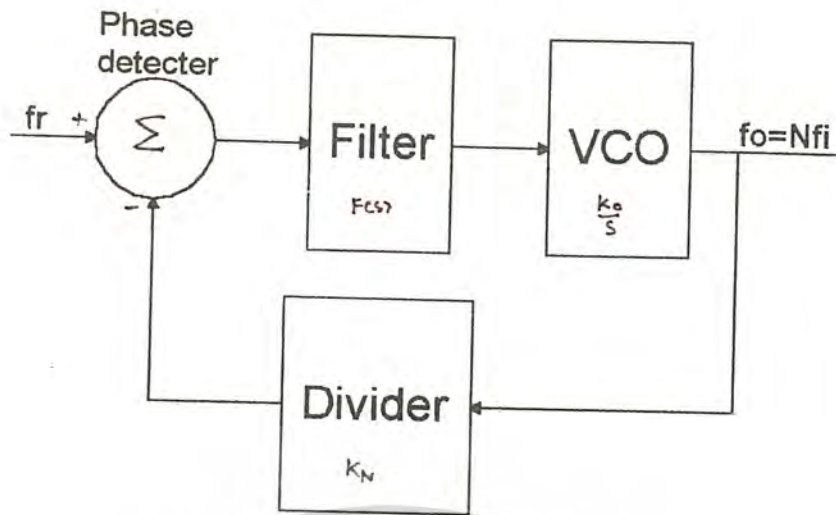 Phase
detecter
fr
+
Σ
-
Filter
F(s)
VCO
Ko
S
fo=Nfi
Divider
KN